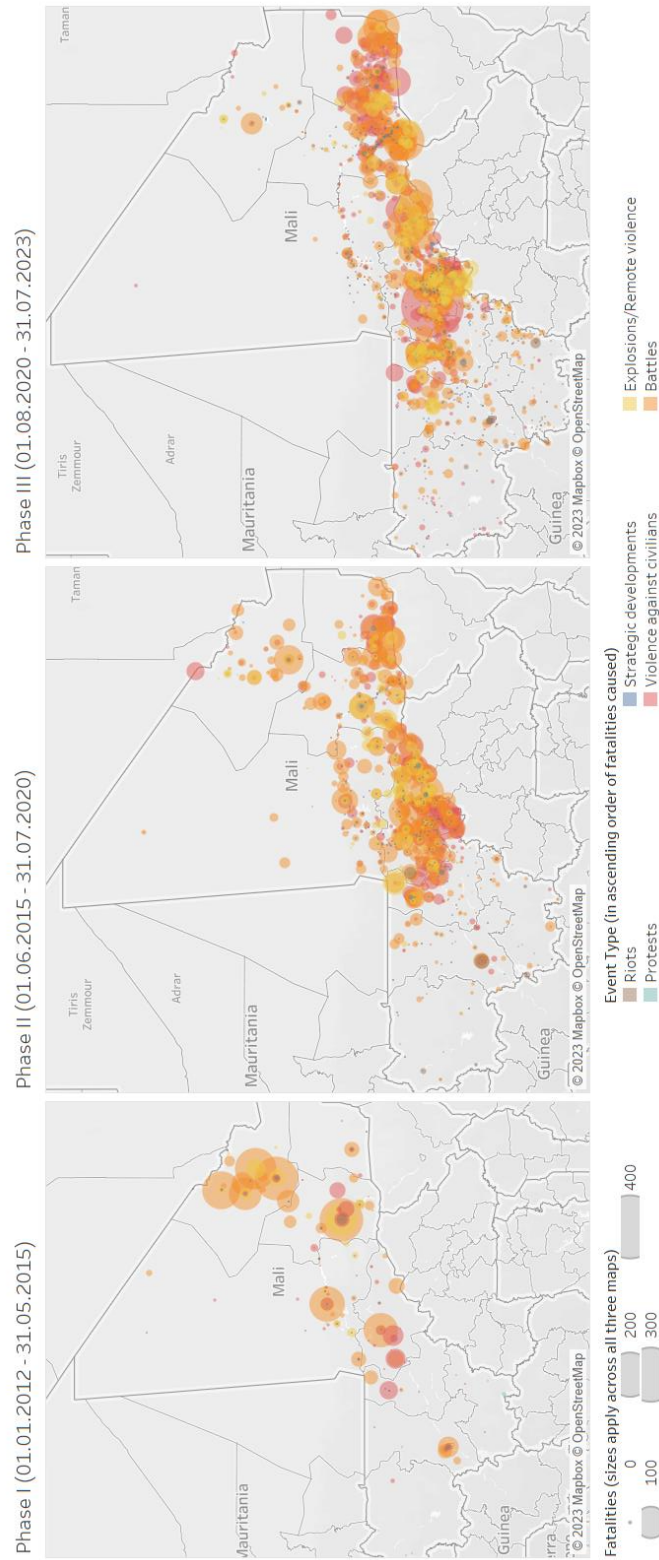 Phase I (01.01.2012 - 31.05.2015)
Mauritania
Mali
Guinea
© 2023 Mapbox © OpenStreetMap
Phase II (01.06.2015 - 31.07.2020)
Tiris
Zemmour
Adrar
Taman
Mauritania
Mali
Guinea
© 2023 Mapbox © OpenStreetMap
Phase III (01.08.2020 - 31.07.2023)
Tiris
Zemmour
Adrar
Taman
Mauritania
Mali
Guinea
© 2023 Mapbox © OpenStreetMap
Fatalities (sizes apply across all three maps)
0
100
200
300
400
Event Type (in ascending order of fatalities caused)
Riots
Protests
Strategic developments
Violence against civilians
Explosions/Remote violence
Battles